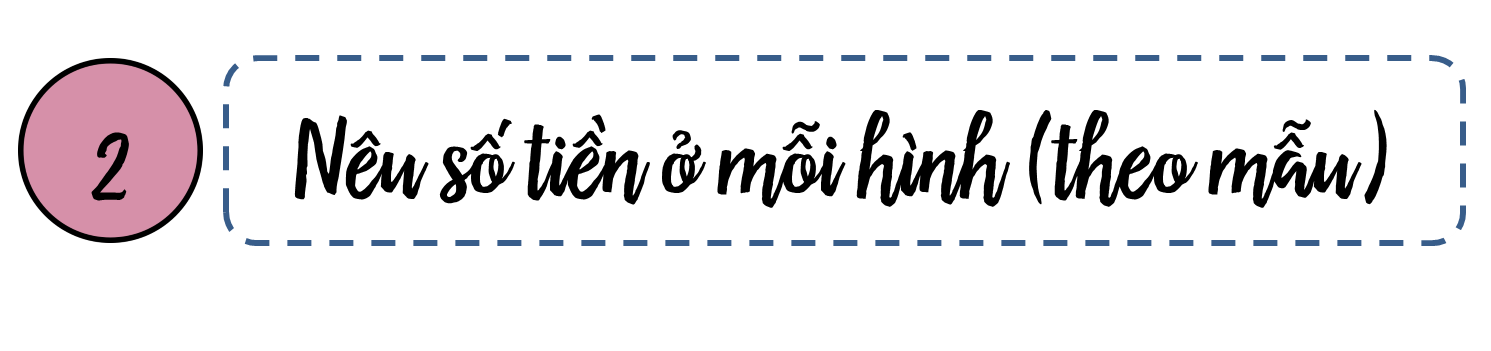 2
Nêu số tiền ở mỗi hình (theo mẫu)